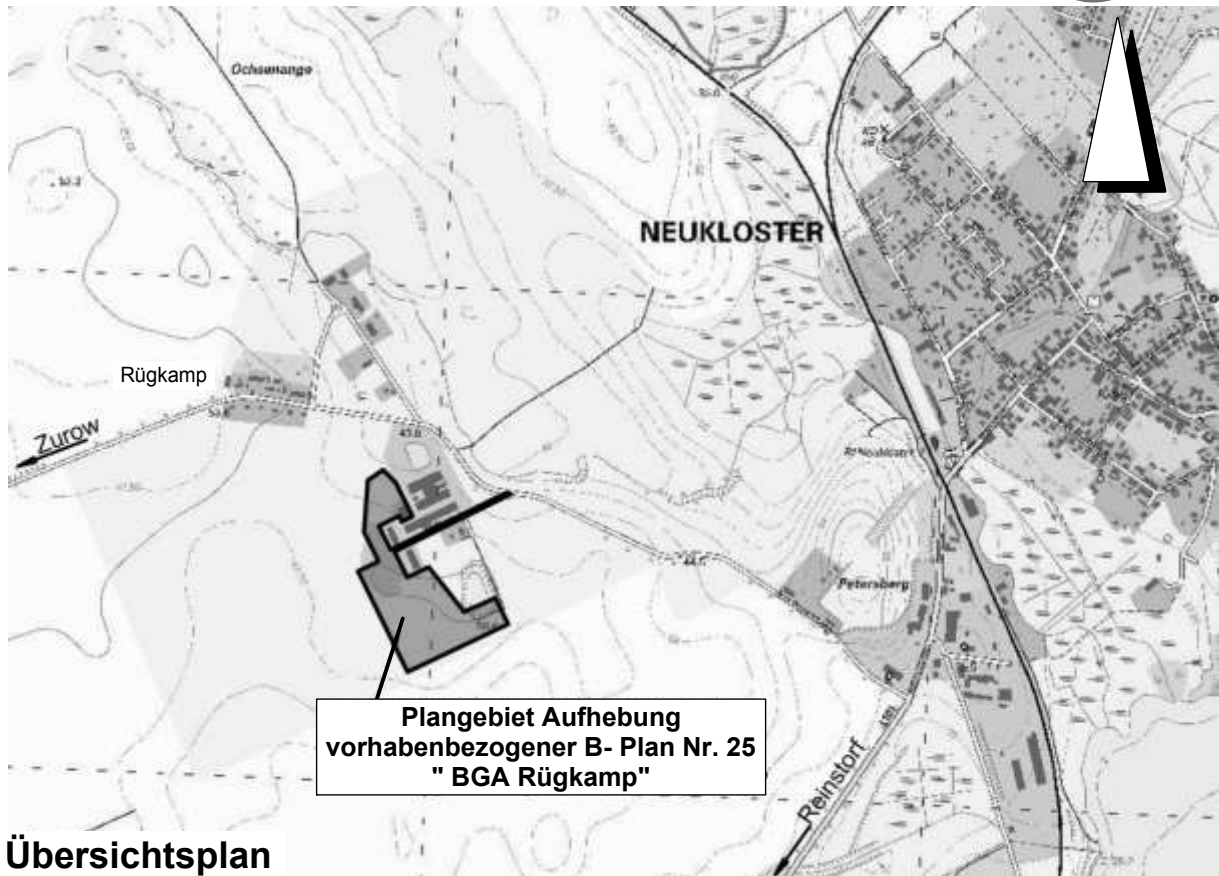 Ochsenange
NEUKLOSTER
Rügkamp
Zurow
Petersberg
Plangebiet Aufhebung
vorhabenbezogener B- Plan Nr. 25
" BGA Rügkamp"
Reinstorf
Übersichtsplan